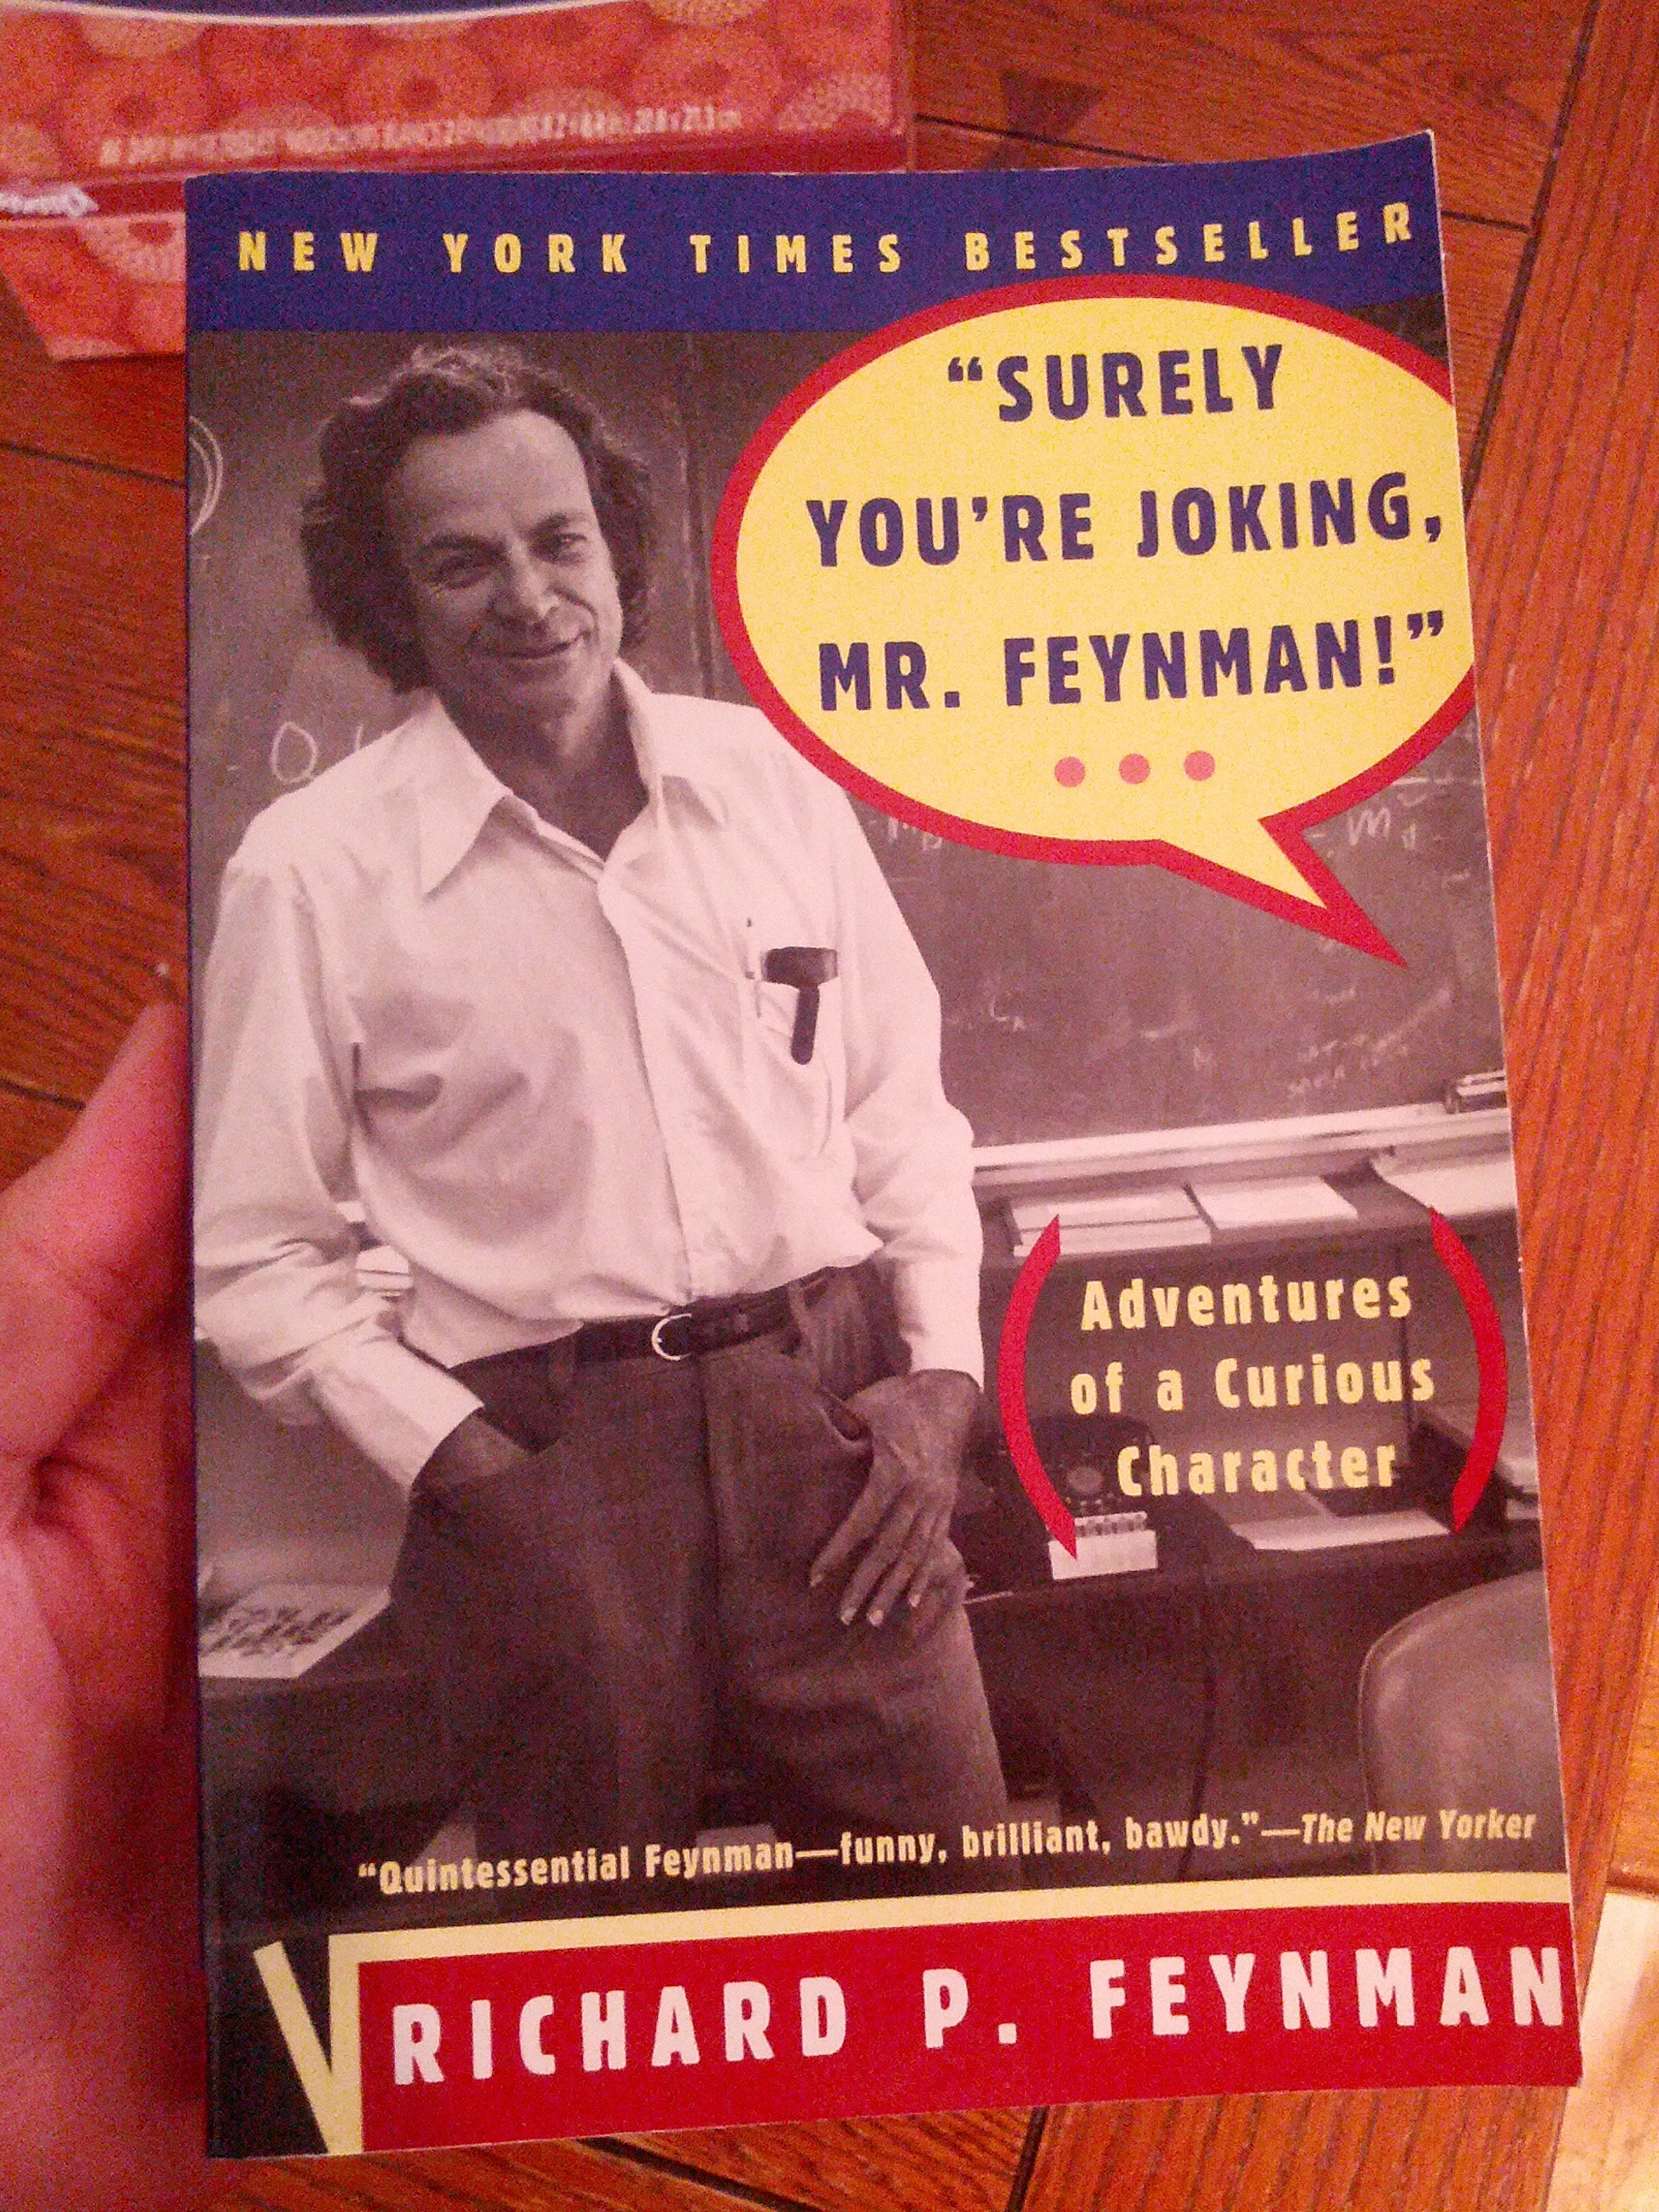 NEW YORK TIMES BESTSELLER
“SURELY
YOU’RE JOKING,
MR. FEYNMAN!”
Adventures
of a Curious
Character
“Quintessential Feynman—funny, brilliant, bawdy.”—The New Yorker
RICHARD P. FEYNMAN